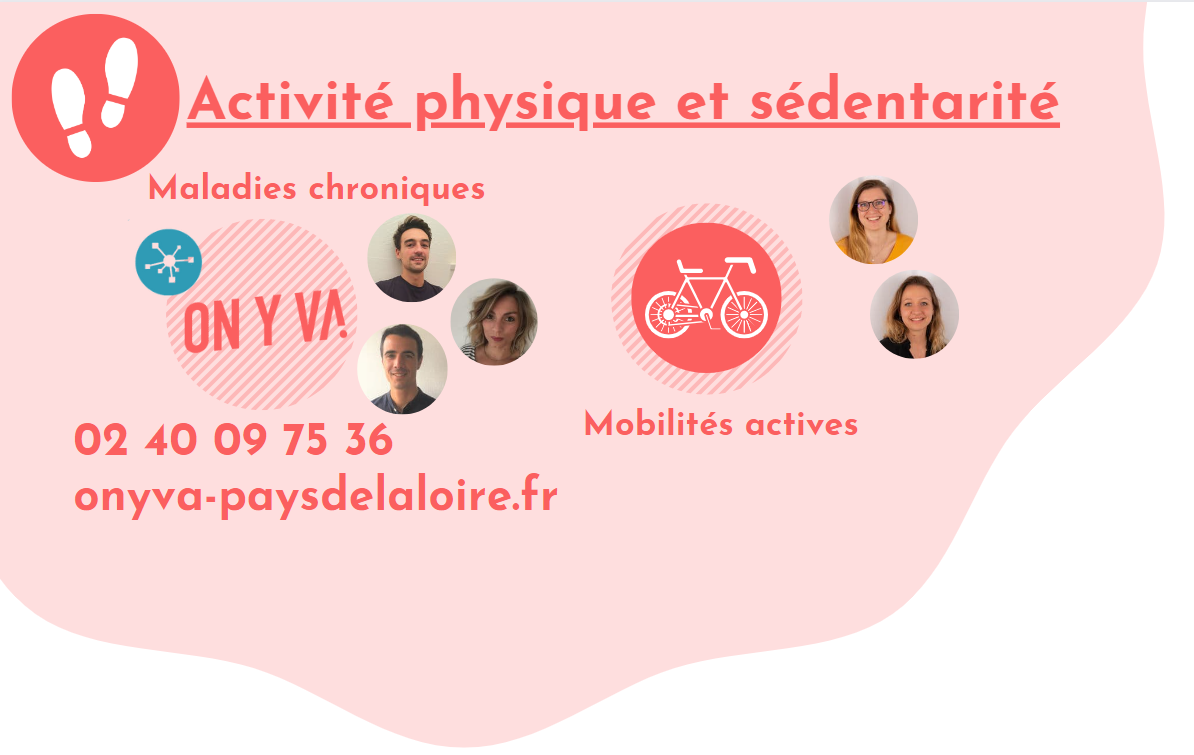 Activité physique et sédentarité
Maladies chroniques
ON Y VA!
02 40 09 75 36
onyva-paysdelaloire.fr
Mobilités actives